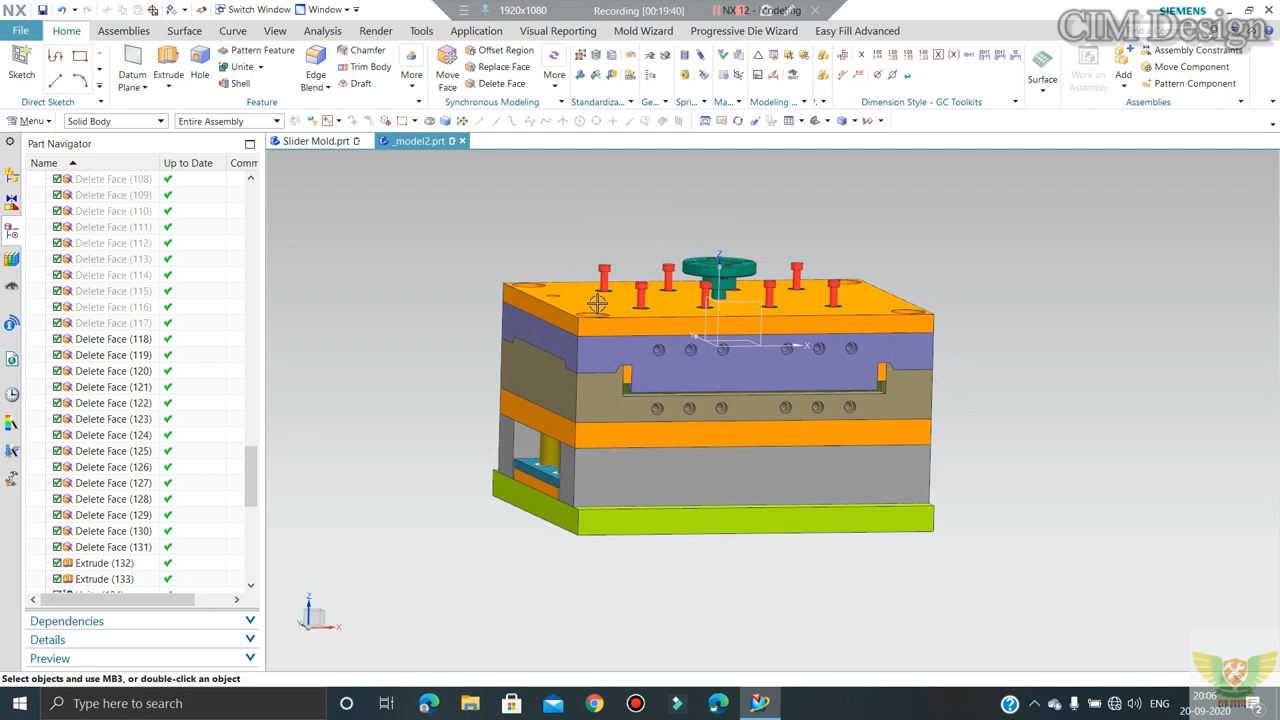 NX
Switch Window
Window
1920x1080
Recording [00:19:40]
NX 12 - Modeling
SIEMENS
CIM Design
File
Home
Assemblies
Surface
Curve
View
Analysis
Render
Tools
Application
Visual Reporting
Mold Wizard
Progressive Die Wizard
Easy Fill Advanced
Sketch
Datum Plane
Extrude
Hole
Pattern Feature
Unite
Shell
Edge Blend
Chamfer
Trim Body
Draft
More
Move Face
Offset Region
Replace Face
Delete Face
More
Surface
Work on Assembly
Add
Assembly Constraints
Move Component
Pattern Component
Direct Sketch
Feature
Synchronous Modeling
Standardiza...
Ge...
Spri...
Ma...
Modeling ...
Dimension Style - GC Toolkits
Assemblies
Menu
Solid Body
Entire Assembly
Part Navigator
Slider Mold.prt
_model2.prt
Name
Up to Date
Comm
Delete Face (108)
Delete Face (109)
Delete Face (110)
Delete Face (111)
Delete Face (112)
Delete Face (113)
Delete Face (114)
Delete Face (115)
Delete Face (116)
Delete Face (117)
Delete Face (118)
Delete Face (119)
Delete Face (120)
Delete Face (121)
Delete Face (122)
Delete Face (123)
Delete Face (124)
Delete Face (125)
Delete Face (126)
Delete Face (127)
Delete Face (128)
Delete Face (129)
Delete Face (130)
Delete Face (131)
Extrude (132)
Extrude (133)
Z
Y
X
Z
Y
X
Dependencies
Details
Preview
Select objects and use MB3, or double-click an object
Type here to search
ENG
20:06
20-09-2020
2